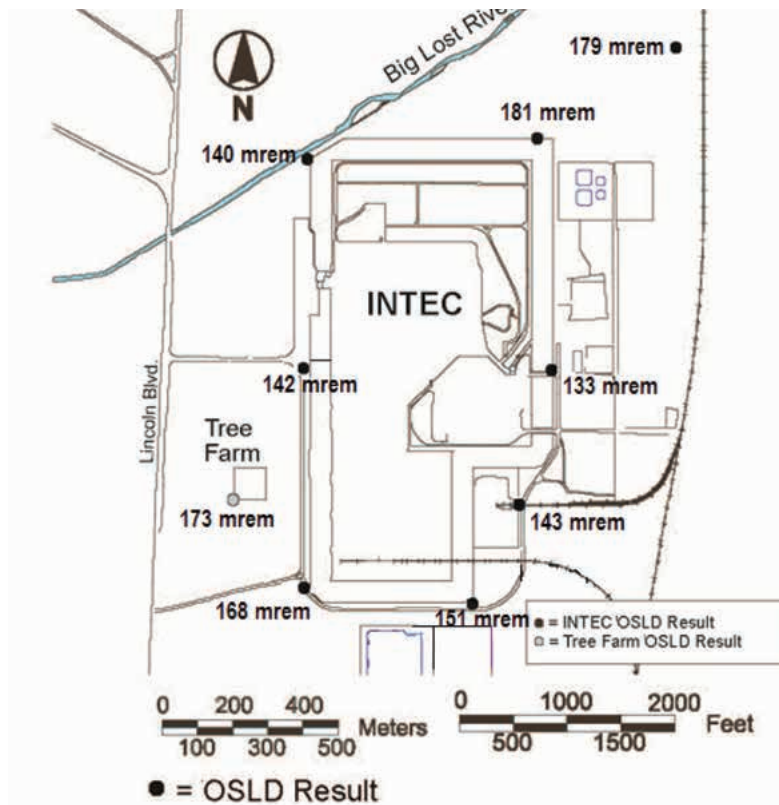 Big Lost River
179 mrem
N
181 mrem
140 mrem
INTEC
142 mrem
133 mrem
Lincoln Blvd.
Tree
Farm
173 mrem
143 mrem
168 mrem
151 mrem
= INTEC OSLD Result
= Tree Farm OSLD Result
0 200 400
Meters
100 300 500
0 1000 2000
Feet
500 1500
= OSLD Result